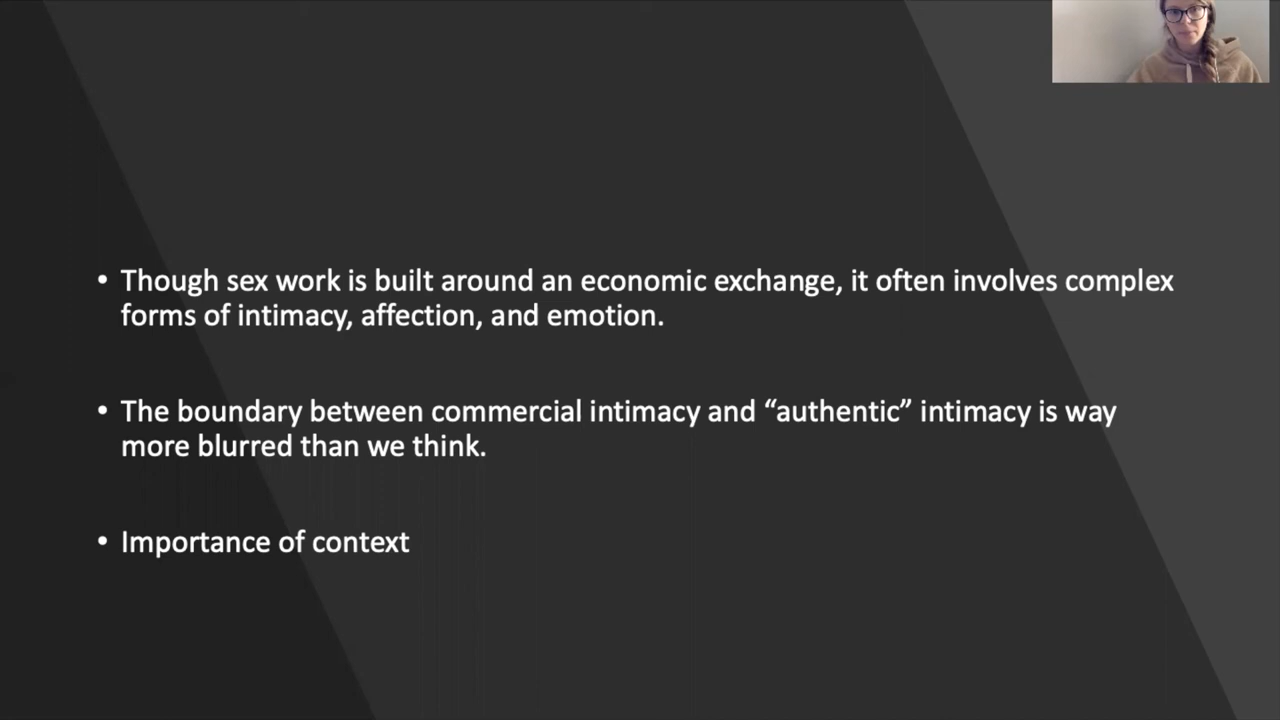 • Though sex work is built around an economic exchange, it often involves complex
forms of intimacy, affection, and emotion.
• The boundary between commercial intimacy and “authentic” intimacy is way
more blurred than we think.
• Importance of context